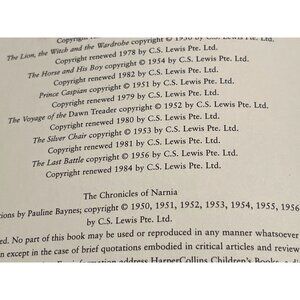 The Lion, the Witch and the Wardrobe copyright © 1950 by C.S. Lewis Pte. Ltd.
Copyright renewed 1978 by C.S. Lewis Pte. Ltd.
The Horse and His Boy copyright © 1954 by C.S. Lewis Pte. Ltd.
Copyright renewed 1982 by C.S. Lewis Pte. Ltd.
Prince Caspian copyright © 1951 by C.S. Lewis Pte. Ltd.
Copyright renewed 1979 by C.S. Lewis Pte. Ltd.
The Voyage of the Dawn Treader copyright © 1952 by C.S. Lewis Pte. Ltd.
Copyright renewed 1980 by C.S. Lewis Pte. Ltd.
The Silver Chair copyright © 1953 by C.S. Lewis Pte. Ltd.
Copyright renewed 1981 by C.S. Lewis Pte. Ltd.
The Last Battle copyright © 1956 by C.S. Lewis Pte. Ltd.
Copyright renewed 1984 by C.S. Lewis Pte. Ltd.
The Chronicles of Narnia
tions by Pauline Baynes; copyright © 1950, 1951, 1952, 1953, 1954, 1955, 1956
by C.S. Lewis Pte. Ltd.
ed. No part of this book may be used or reproduced in any manner whatsoever
n except in the case of brief quotations embodied in critical articles and review
address HarperCollins Children's Books,